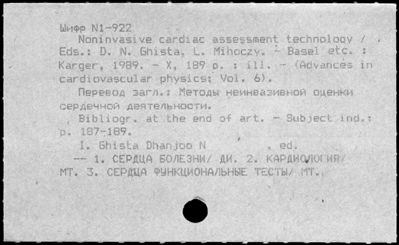 Шифр N1-922
Noninvasive cardiac assessment technology /
Eds.: D. N. Ghista, L. Mihoczy. - Basel etc. :
Karger, 1989. - X, 189 p. : ill. - (Advances in
cardiovascular physics; Vol. 6).
Перевод загл.: Методы неинвазивной оценки
сердечной деятельности.
Bibliogr. at the end of art. - Subject ind.:
p. 187-189.
I. Ghista Dhanjoo N , ed.
-- 1. СЕРДЦА БОЛЕЗНИ/ ДИ. 2. КАРДИОЛОГИЯ/
МТ. 3. СЕРДЦА ФУНКЦИОНАЛЬНЫЕ ТЕСТЫ/ МТ.